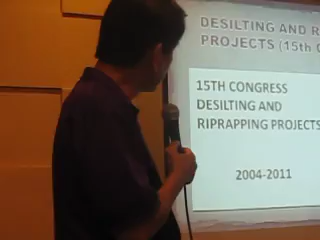 DESILTING AND R
PROJECTS (15th C
15TH CONGRESS
DESILTING AND
RIPRAPPING PROJECTS
2004-2011